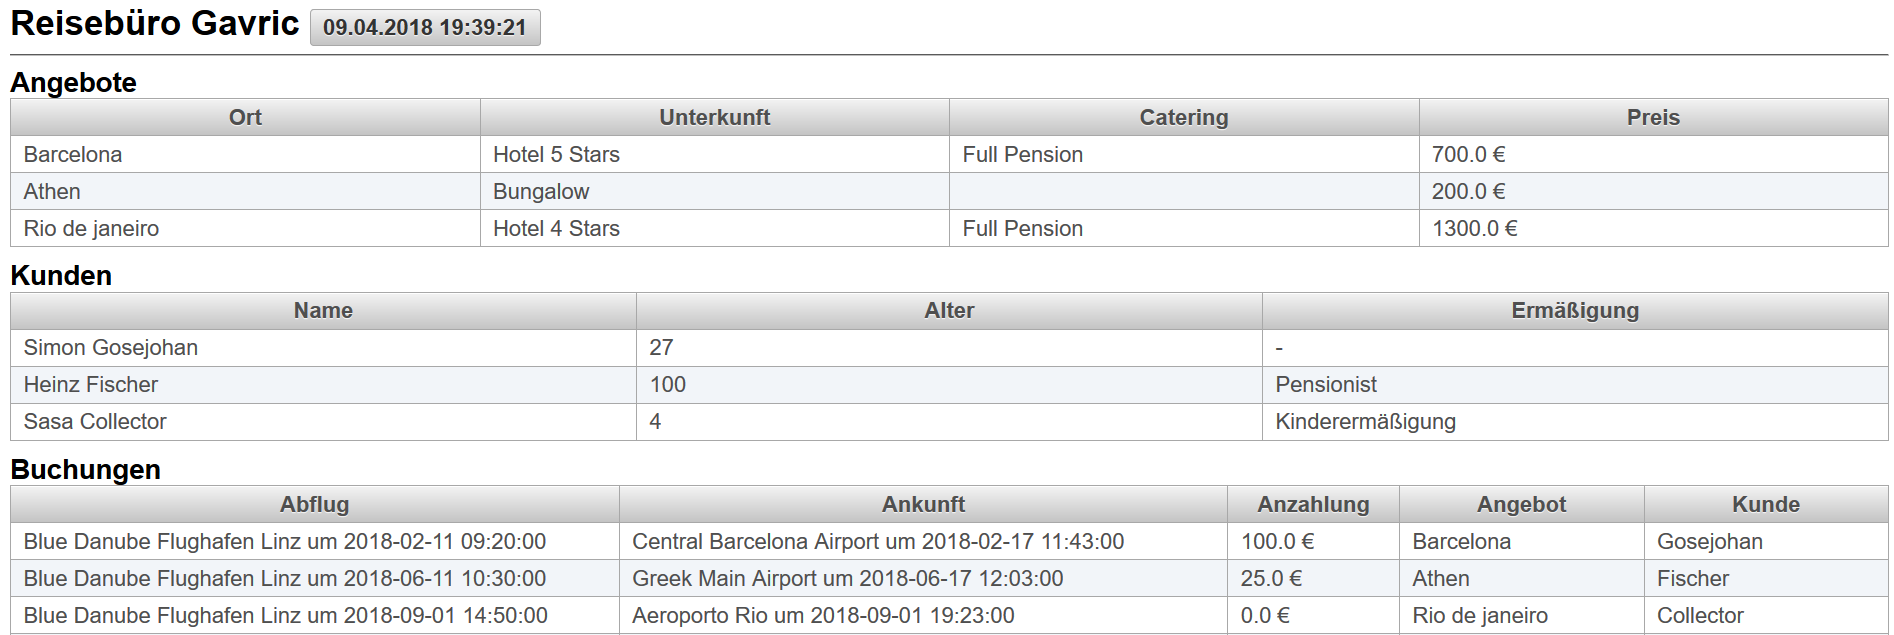 Reisebüro Gavric 09.04.2018 19:39:21
Angebote
Ort Unterkunft Catering Preis
Barcelona Hotel 5 Stars Full Pension 700.0 €
Athen Bungalow 200.0 €
Rio de janeiro Hotel 4 Stars Full Pension 1300.0 €
Kunden
Name Alter Ermäßigung
Simon Gosejohan 27 -
Heinz Fischer 100 Pensionist
Sasa Collector 4 Kinderermäßigung
Buchungen
Abflug Ankunft Anzahlung Angebot Kunde
Blue Danube Flughafen Linz um 2018-02-11 09:20:00 Central Barcelona Airport um 2018-02-17 11:43:00 100.0 € Barcelona Gosejohan
Blue Danube Flughafen Linz um 2018-06-11 10:30:00 Greek Main Airport um 2018-06-17 12:03:00 25.0 € Athen Fischer
Blue Danube Flughafen Linz um 2018-09-01 14:50:00 Aeroporto Rio um 2018-09-01 19:23:00 0.0 € Rio de janeiro Collector